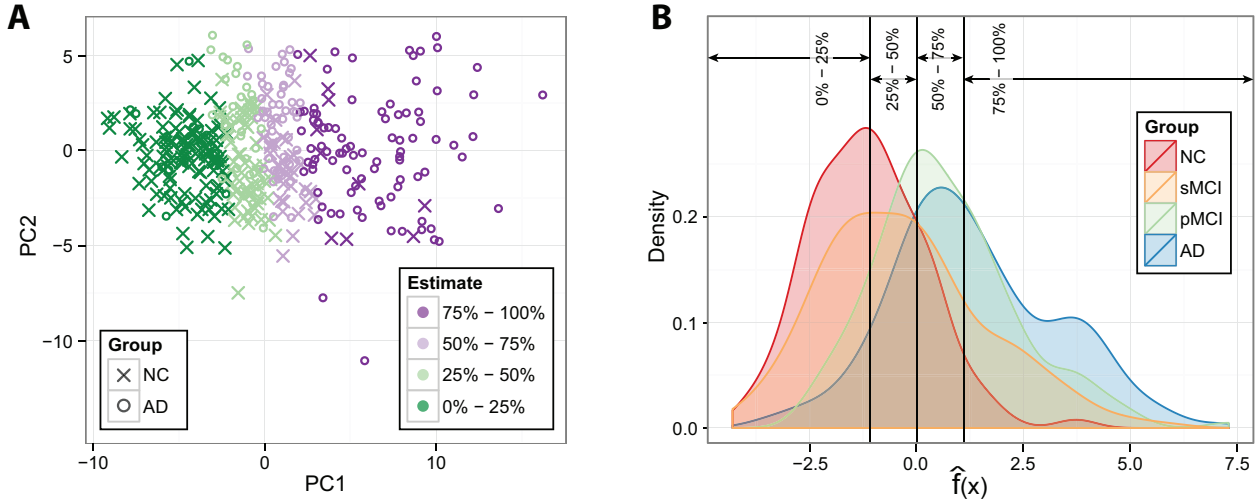 A
5
0
−5
−10
PC2
−10
0
10
PC1
Group
NC
AD
Estimate
75% − 100%
50% − 75%
25% − 50%
0% − 25%
B
0% − 25%
25% − 50%
50% − 75%
75% − 100%
Group
NC
sMCI
pMCI
AD
Density
0.2
0.1
0.0
−2.5
0.0
2.5
5.0
7.5
f̂(x)